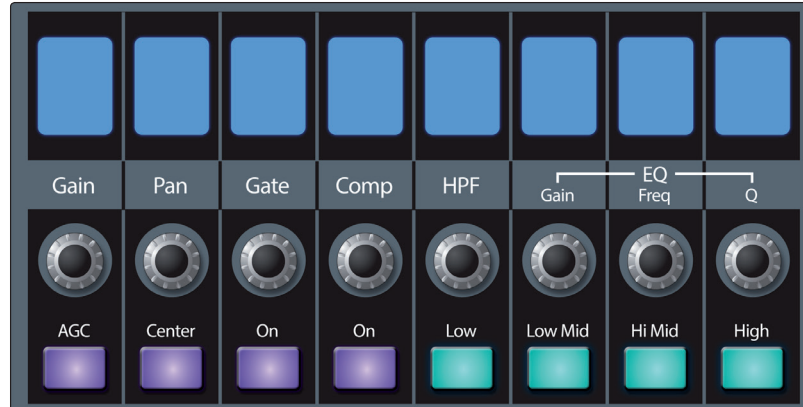 Gain Pan Gate Comp HPF EQ
Gain Freq Q
AGC Center On On Low Low Mid Hi Mid High